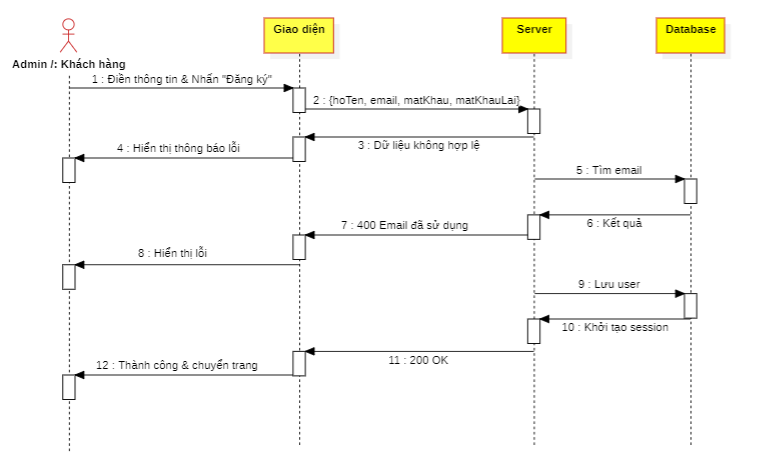 Giao diện
Server
Database
Admin /: Khách hàng
1 : Điền thông tin & Nhấn "Đăng ký"
2 : {hoTen, email, matKhau, matKhauLai}
3 : Dữ liệu không hợp lệ
4 : Hiển thị thông báo lỗi
5 : Tìm email
6 : Kết quả
7 : 400 Email đã sử dụng
8 : Hiển thị lỗi
9 : Lưu user
10 : Khởi tạo session
11 : 200 OK
12 : Thành công & chuyển trang